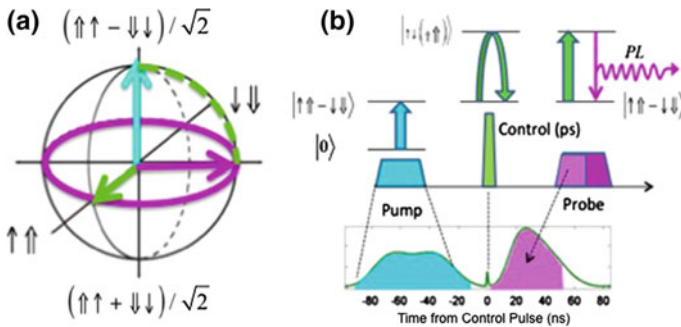 (a)
(⇑↑ − ⇓↓) / √2
↓⇓
↑⇑
(⇑↑ + ⇓↓) / √2
(b)
|↑↓(↑⇑)⟩
PL
|↑⇑−↓⇓⟩
|↑⇑−↓⇓⟩
|0⟩
Control (ps)
Pump
Probe
-80 -60 -40 -20 0 20 40 60 80
Time from Control Pulse (ns)